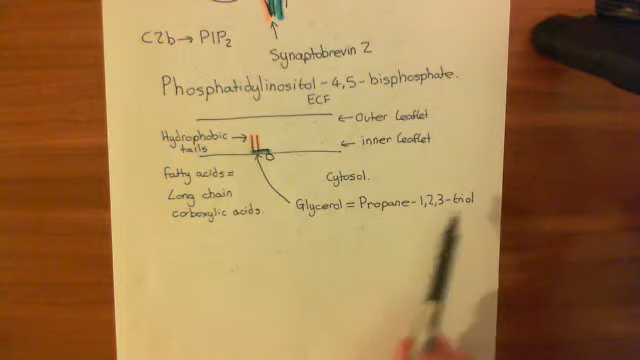 C2b → PIP2
Synaptobrevin 2
Phosphatidylinositol-4,5-bisphosphate.
ECF
← Outer Leaflet
Hydrophobic →
tails
← inner Leaflet
O
Fatty acids =
Long chain
carboxylic acids.
Cytosol.
Glycerol = Propane-1,2,3-triol